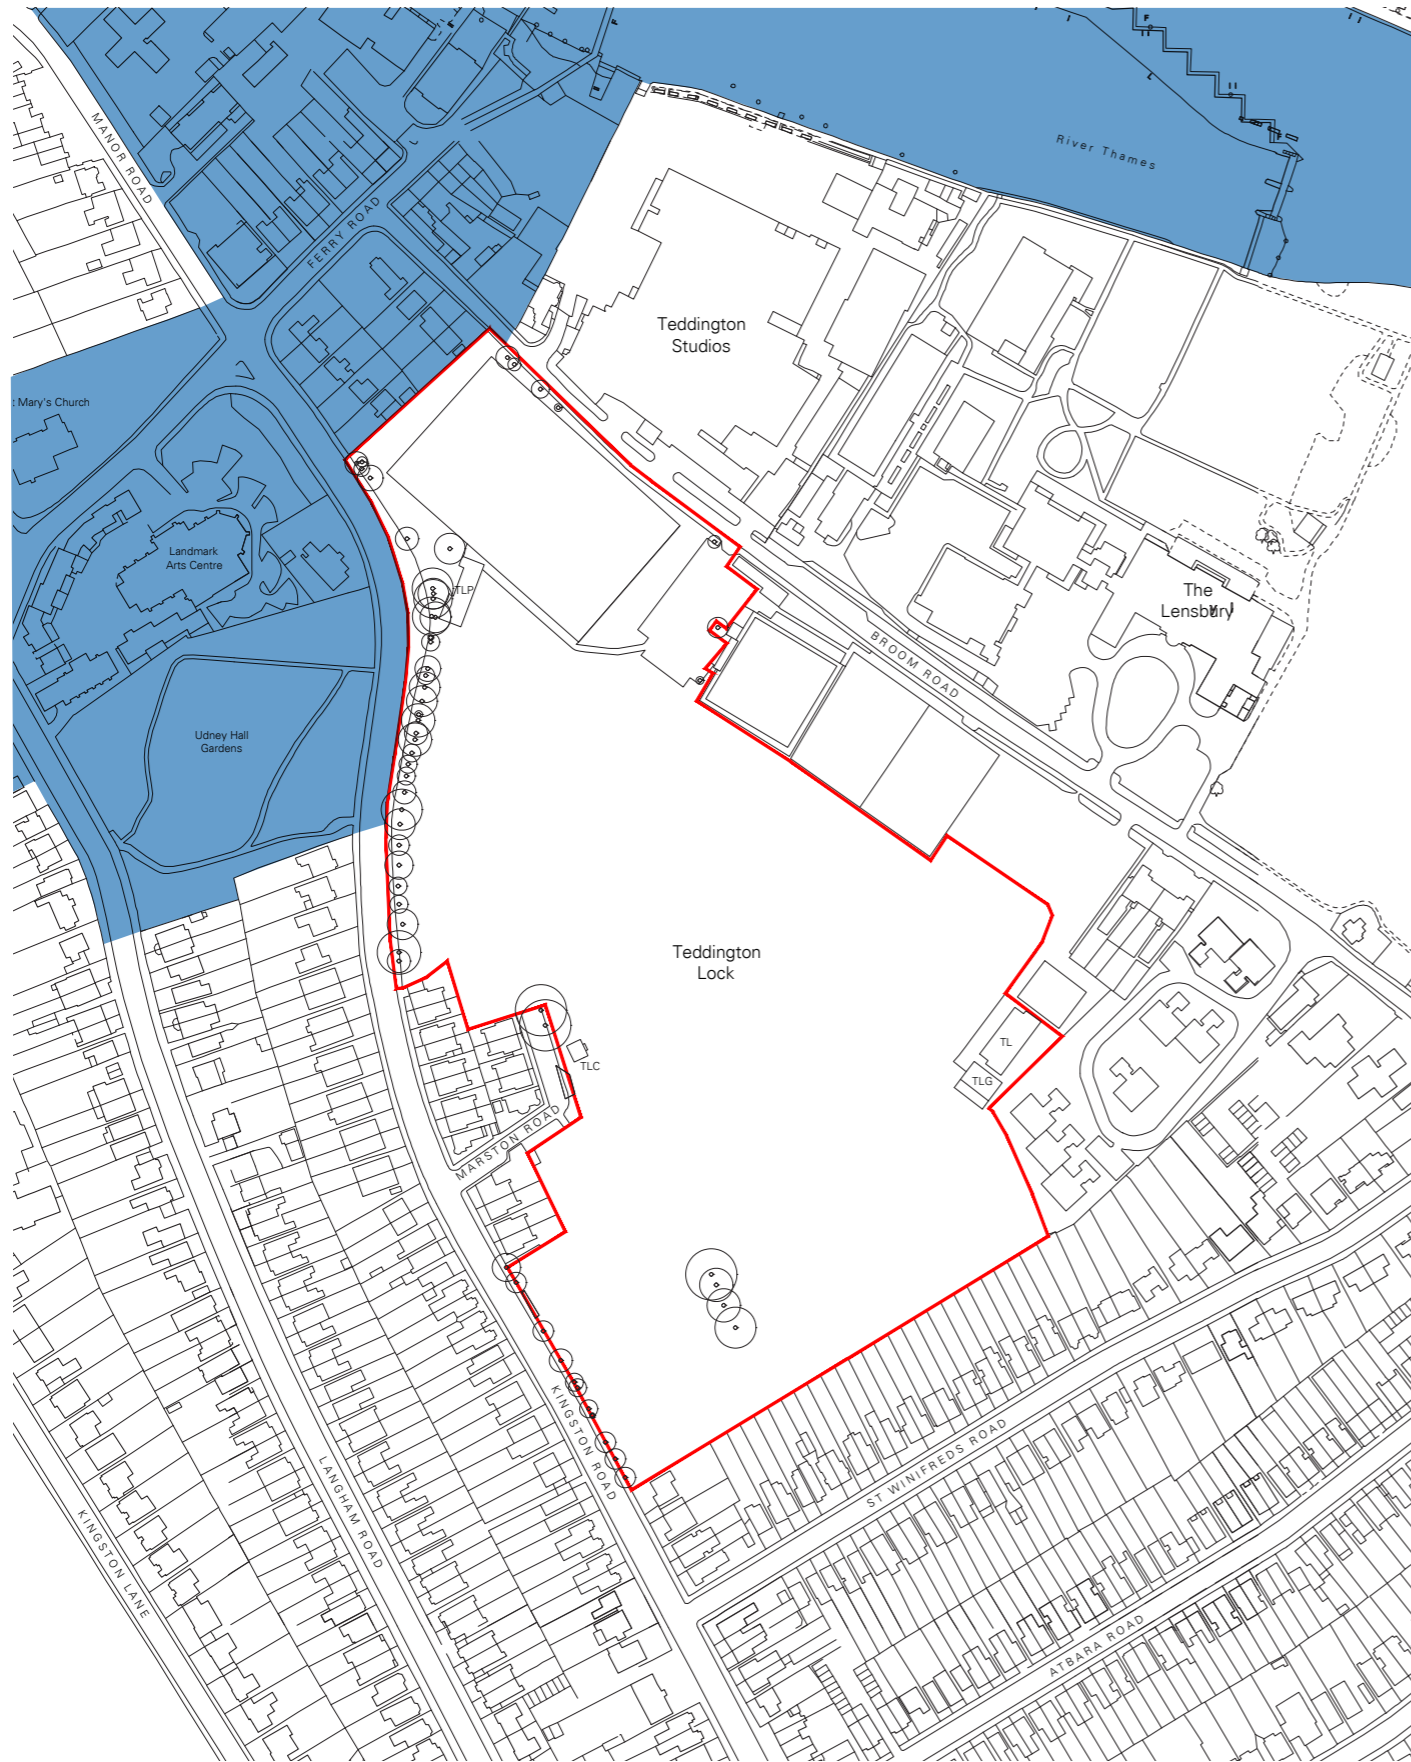 River Thames
MANOR ROAD
FERRY ROAD
Teddington
Studios
: Mary's Church
Landmark
Arts Centre
TLP
The
Lensbury
BROOM ROAD
Udney Hall
Gardens
Teddington
Lock
TL
TLC
TLG
MARSTON ROAD
KINGSTON ROAD
ST WINIFREDS ROAD
LANGHAM ROAD
KINGSTON LANE
ATBARA ROAD